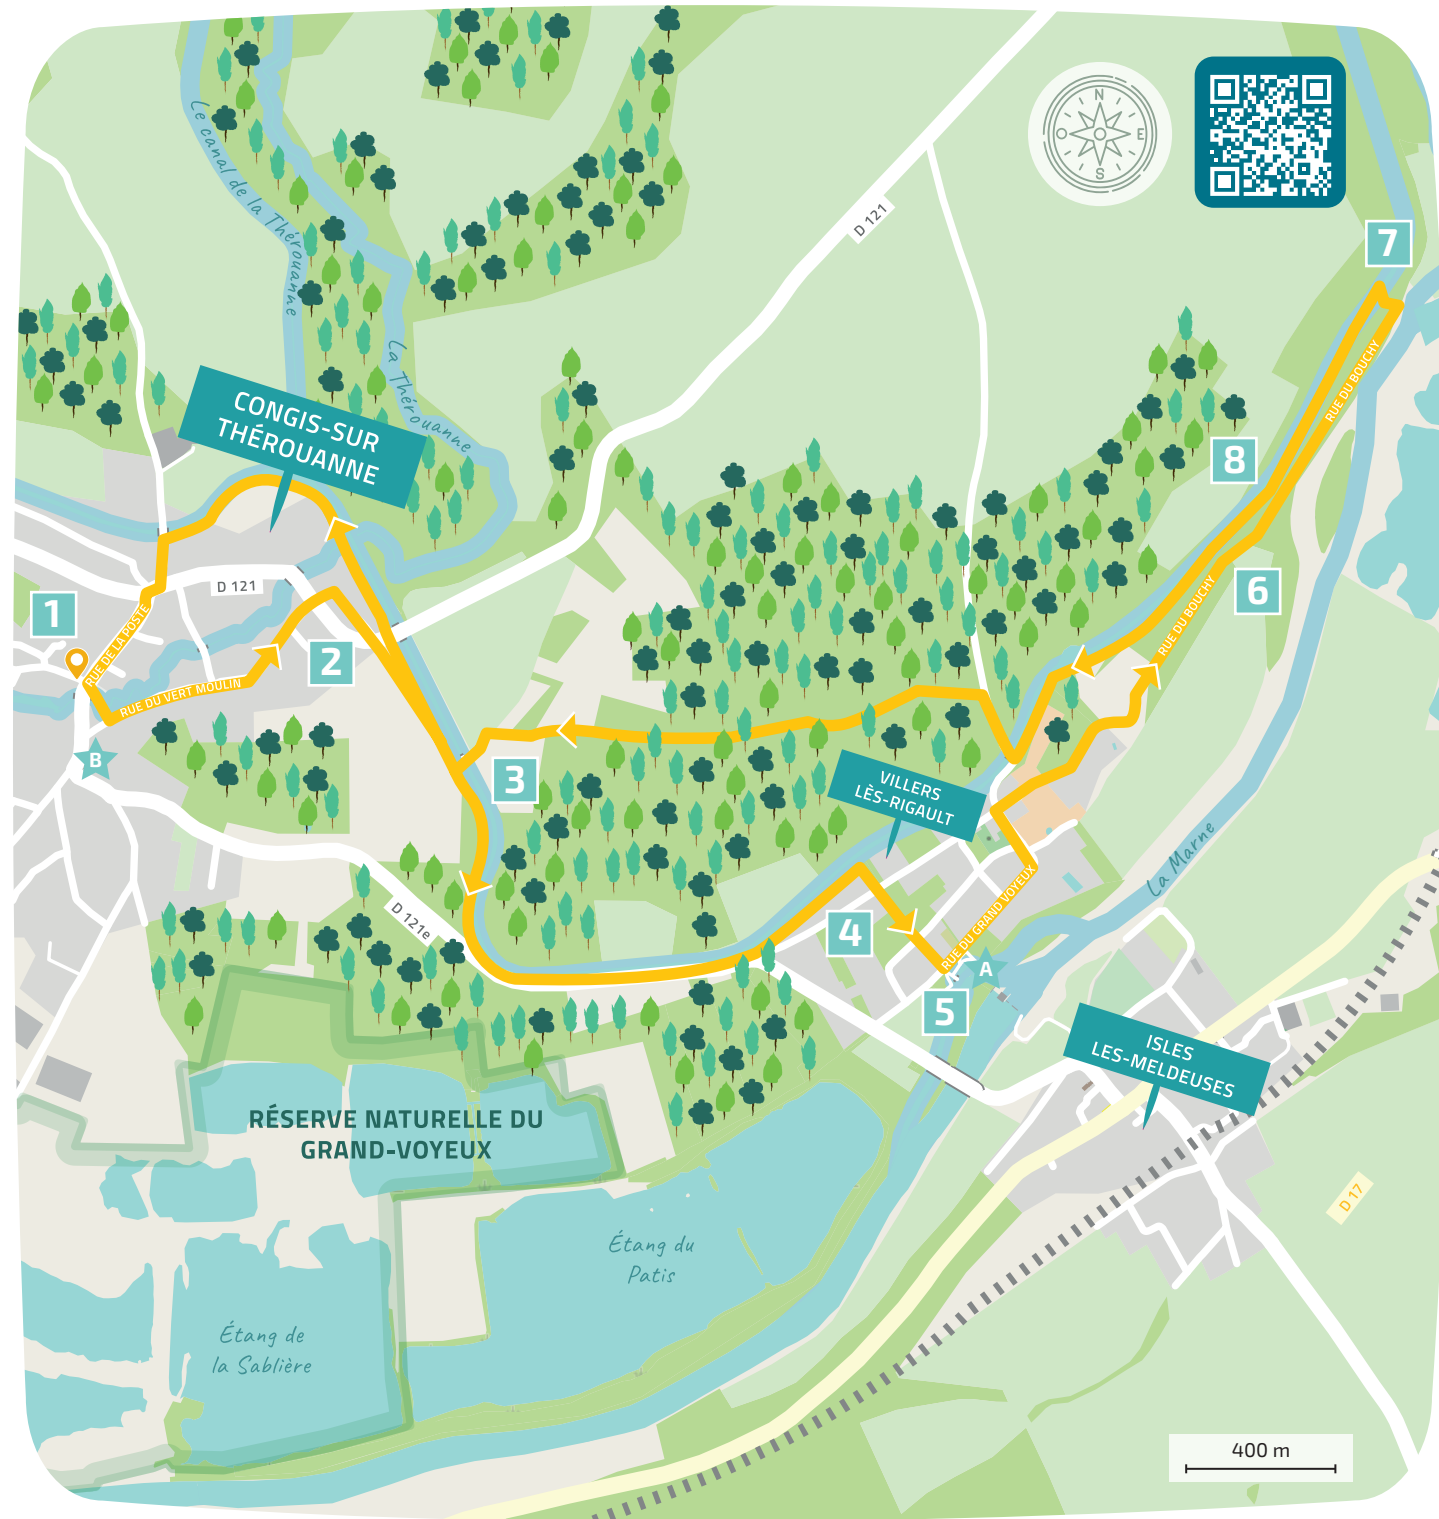 Le canal de la Thérouanne
La Thérouanne
D 121
N
O
E
S
7
RUE DU BOUCHY
CONGIS-SUR
THÉROUANNE
8
D 121
1
RUE DE LA POSTE
2
RUE DU VERT MOULIN
6
RUE DU BOUCHY
B
3
VILLERS
LÈS-RIGAULT
La Marne
D 121e
4
RUE DU GRAND VOYEUX
A
5
ISLES
LES-MELDEUSES
RÉSERVE NATURELLE DU
GRAND-VOYEUX
D 17
Étang du
Patis
Étang de
la Sablière
400 m